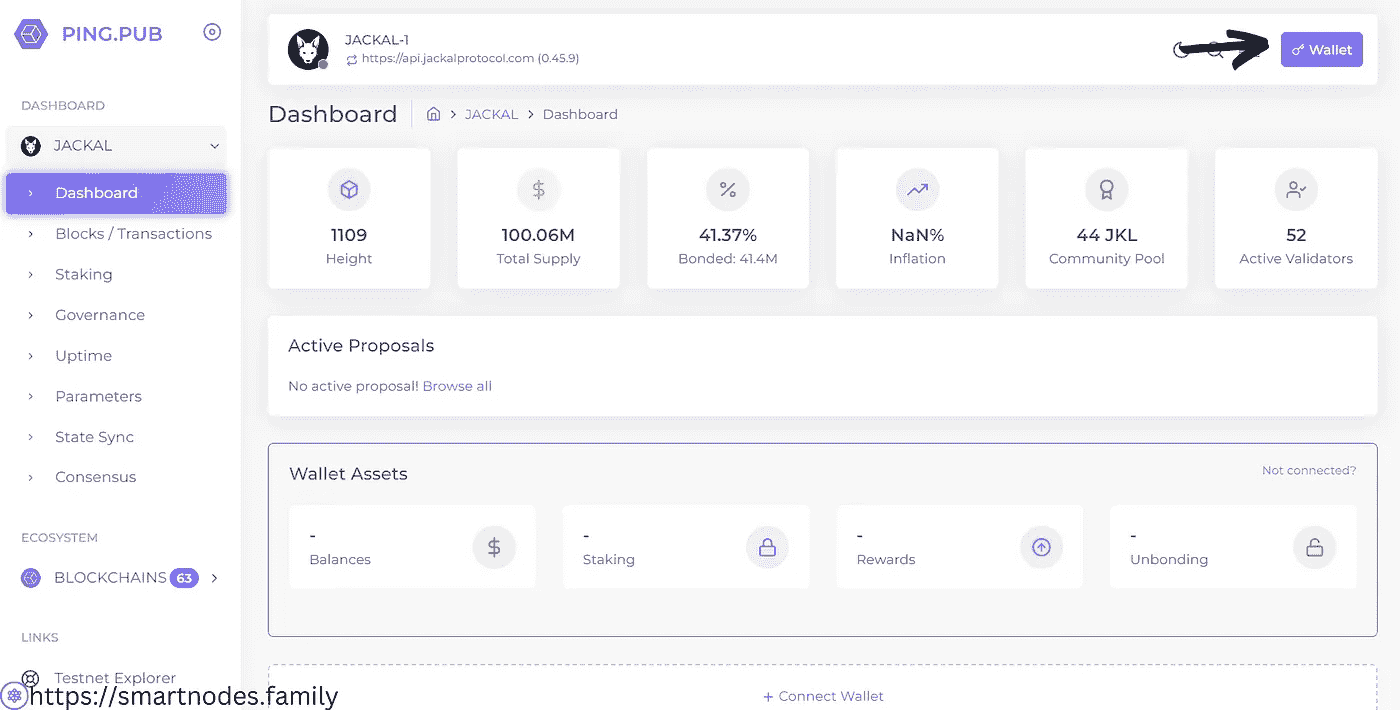 PING.PUB
DASHBOARD
JACKAL
Dashboard
Blocks / Transactions
Staking
Governance
Uptime
Parameters
State Sync
Consensus
ECOSYSTEM
BLOCKCHAINS 63
LINKS
Testnet Explorer
https://smartnodes.family
JACKAL-1
https://api.jackalprotocol.com (0.45.9)
Wallet
Dashboard
JACKAL > Dashboard
1109
Height
$
100.06M
Total Supply
%
41.37%
Bonded: 41.4M
NaN%
Inflation
44 JKL
Community Pool
52
Active Validators
Active Proposals
No active proposal! Browse all
Wallet Assets
Not connected?
-
Balances
$
-
Staking
-
Rewards
-
Unbonding
+ Connect Wallet